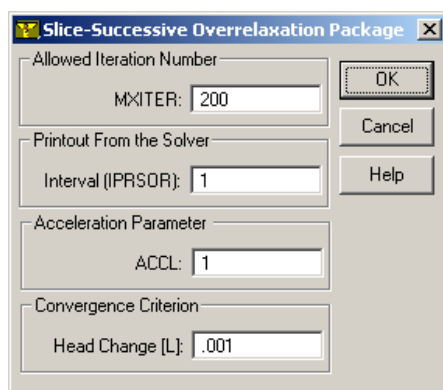 Slice-Successive Overrelaxation Package
Allowed Iteration Number
MXITER: 200
OK
Cancel
Printout From the Solver
Interval (IPRSOR): 1
Help
Acceleration Parameter
ACCL: 1
Convergence Criterion
Head Change [L]: .001